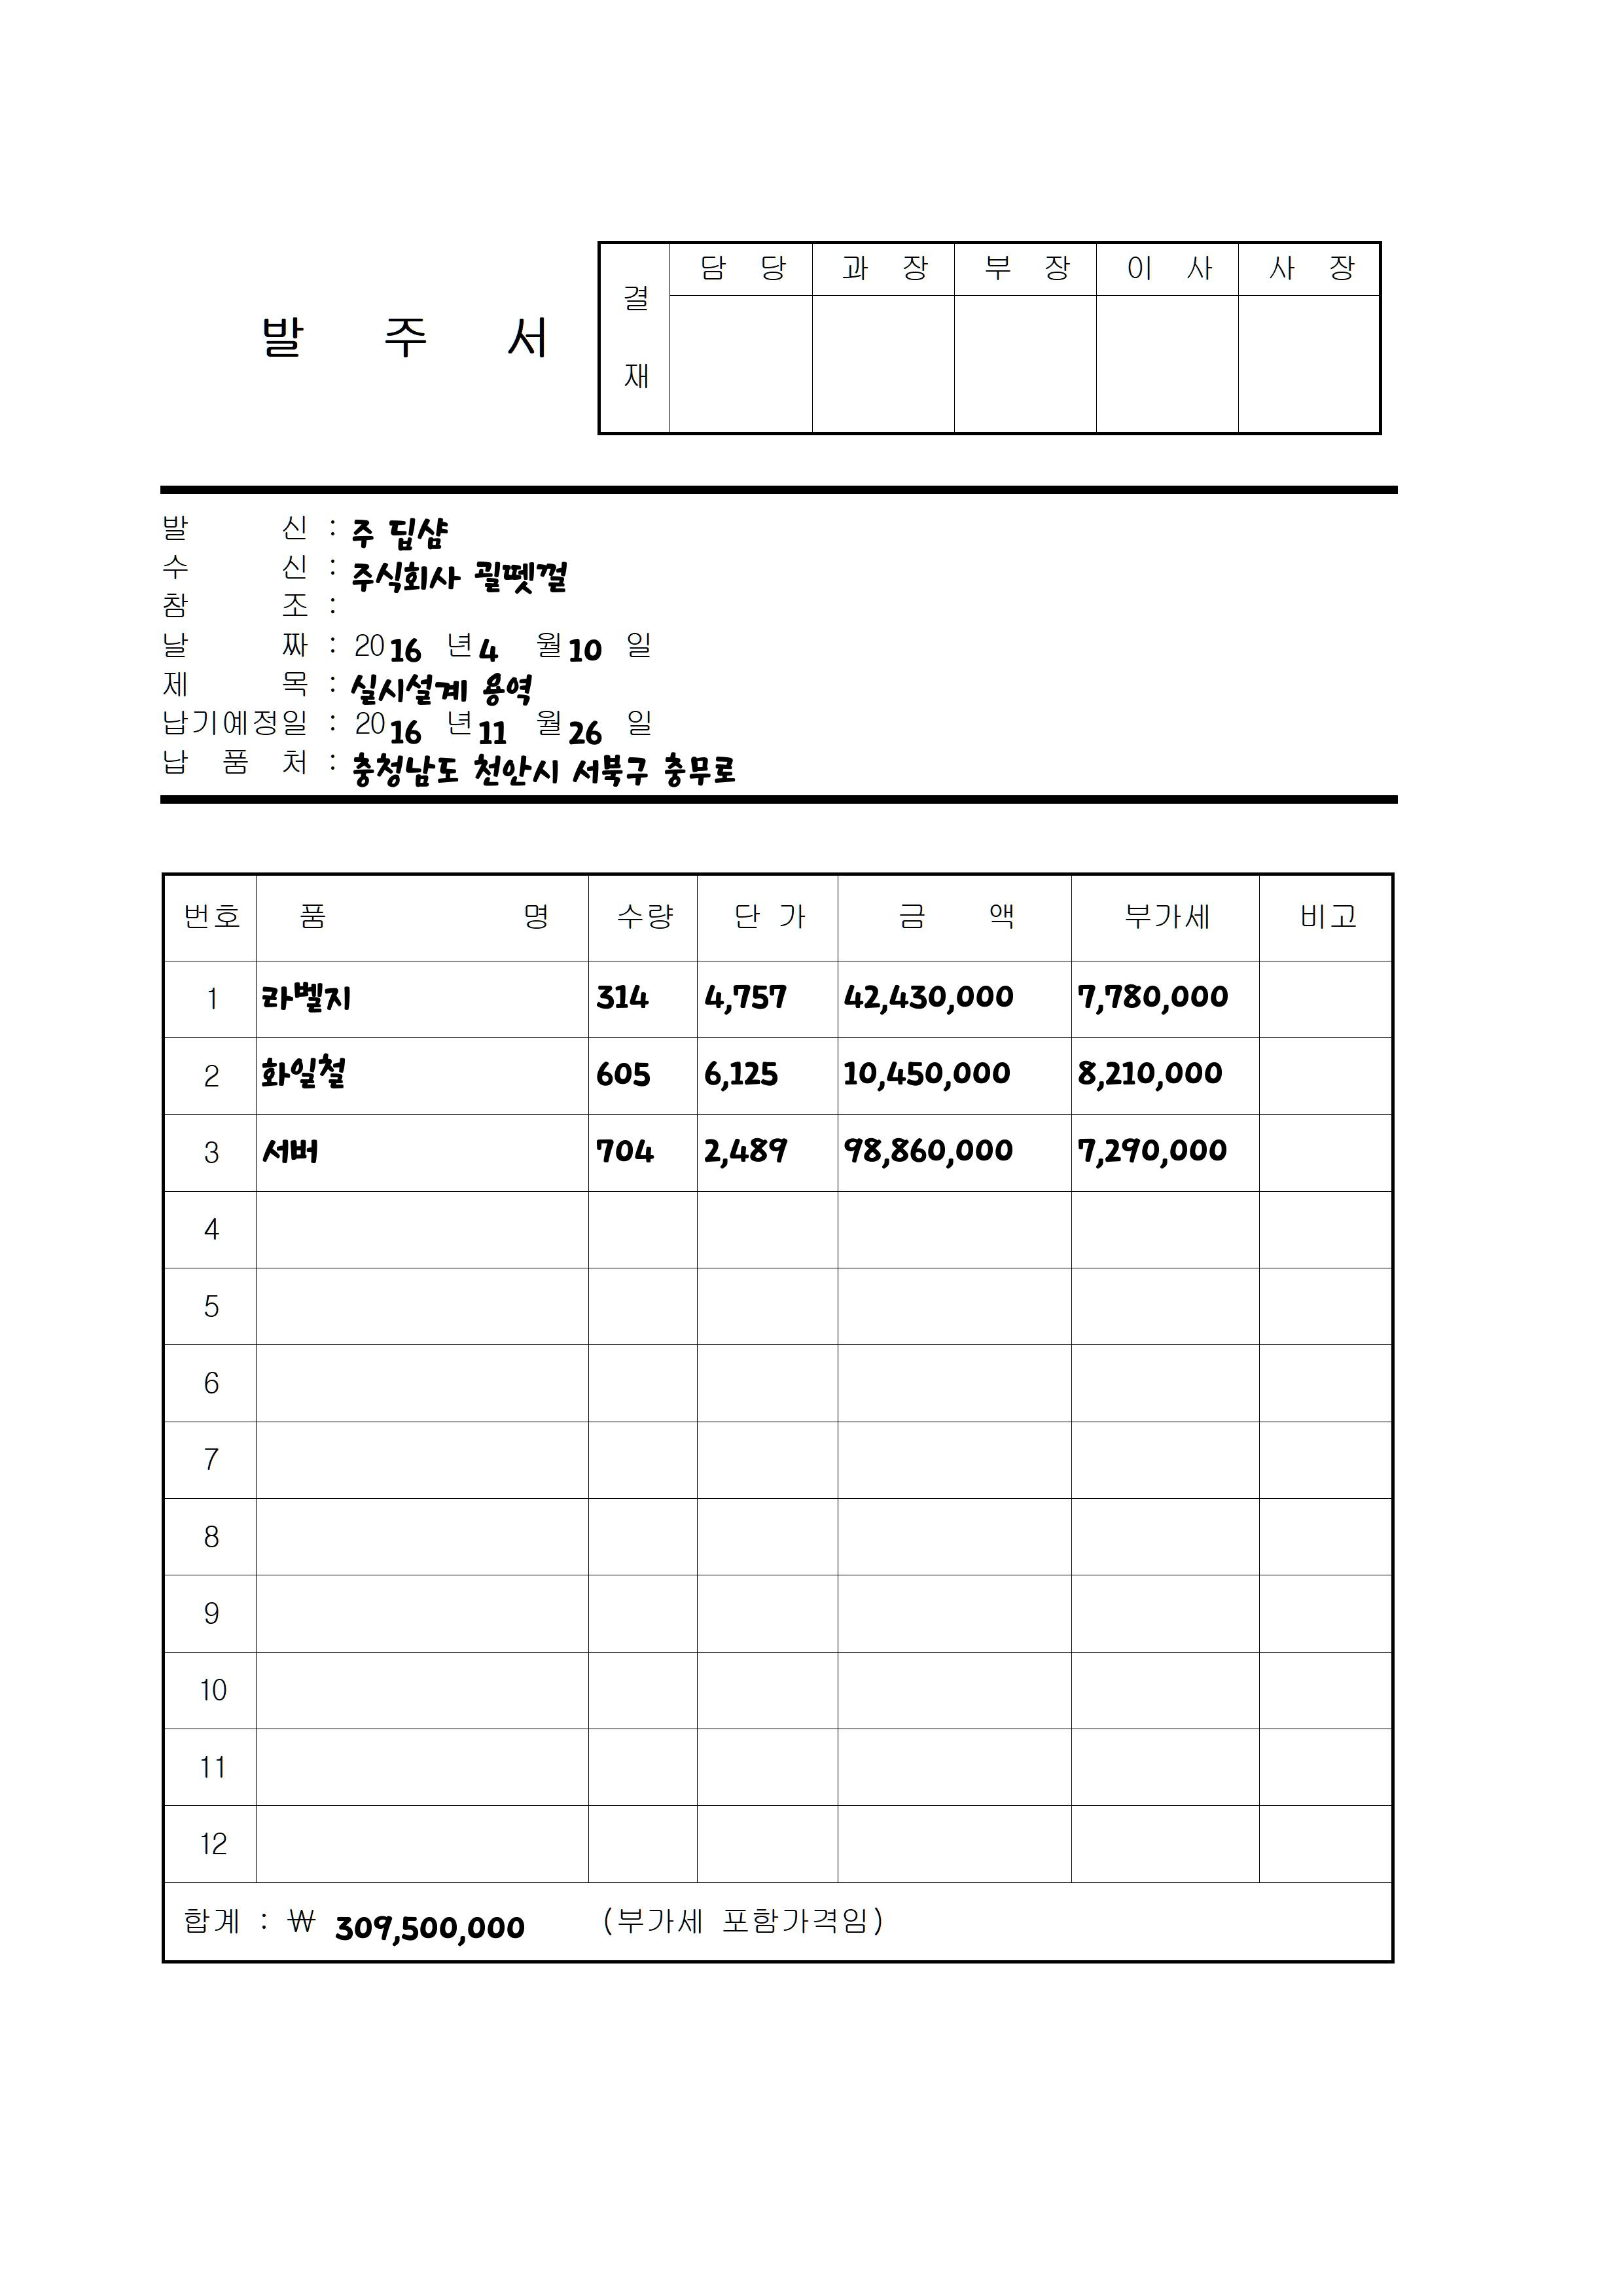 담 당 과 장 부 장 이 사 사 장
결
재
발 주 서
발 신 : 주 딥샴
수 신 : 주식회사 괼뗏껄
참 조 :
날 짜 : 2016 년 4 월 10 일
제 목 : 실시설계 용역
납기예정일 : 2016 년 11 월 26 일
납 품 처 : 충청남도 천안시 서북구 충무로
번호 품 명 수량 단 가 금 액 부가세 비고
1 라벨지 314 4,757 42,430,000 7,780,000
2 화일철 605 6,125 10,450,000 8,210,000
3 서버 704 2,489 98,860,000 7,290,000
4
5
6
7
8
9
10
11
12
합계 : ₩ 309,500,000 (부가세 포함가격임)